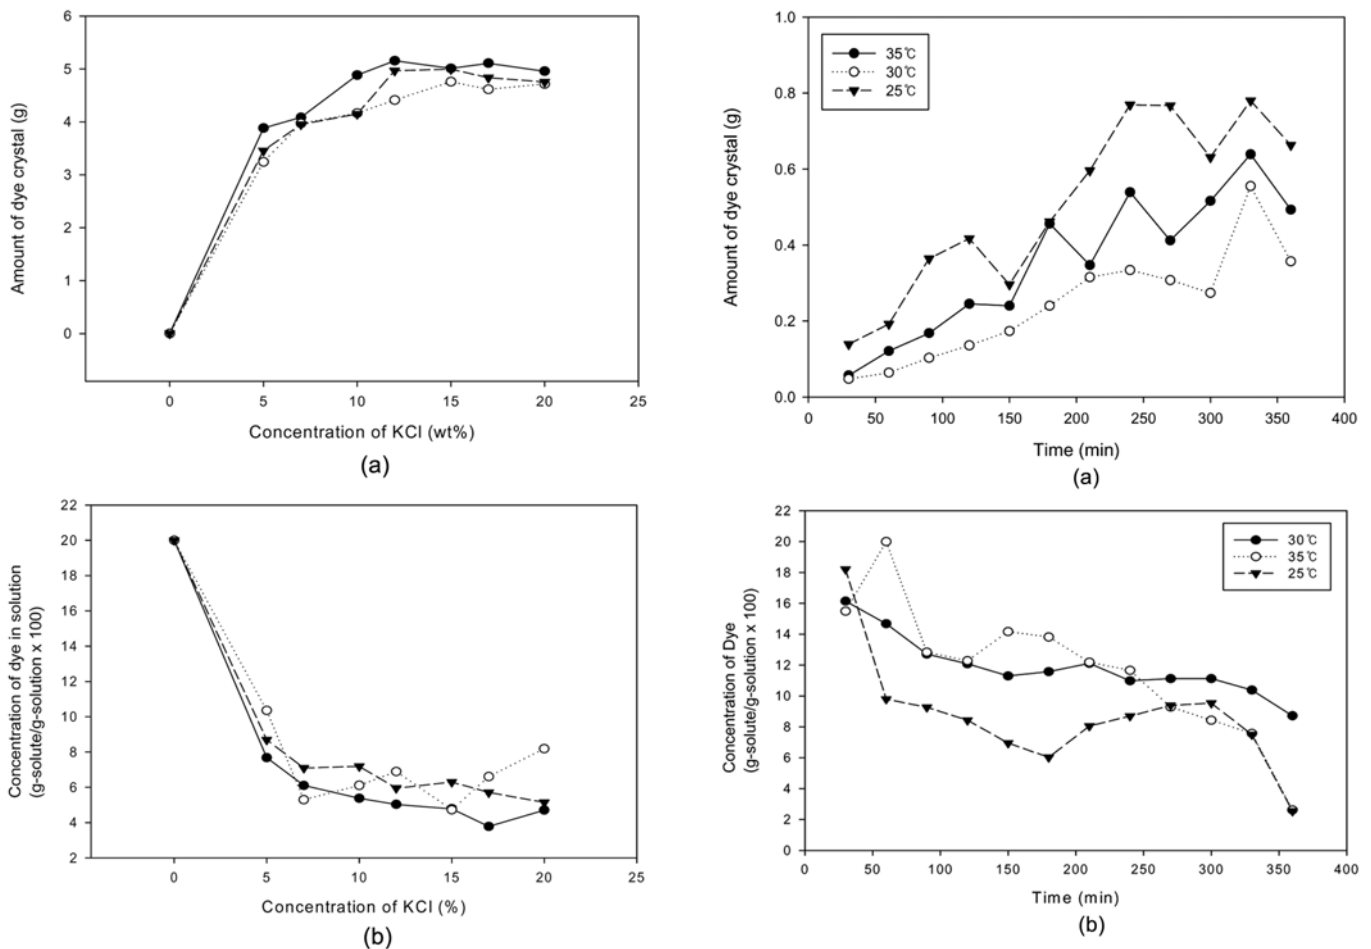 6
5
4
3
2
1
0
0 5 10 15 20 25
Amount of dye crystal (g)
Concentration of KCl (wt%)
(a)
1.0
0.8
0.6
0.4
0.2
0.0
0 50 100 150 200 250 300 350 400
Amount of dye crystal (g)
35℃
30℃
25℃
Time (min)
(a)
22
20
18
16
14
12
10
8
6
4
2
0 5 10 15 20 25
Concentration of dye in solution
(g-solute/g-solution x 100)
Concentration of KCl (%)
(b)
22
20
18
16
14
12
10
8
6
4
2
0
0 50 100 150 200 250 300 350 400
Concentration of Dye
(g-solute/g-solution x 100)
30℃
35℃
25℃
Time (min)
(b)